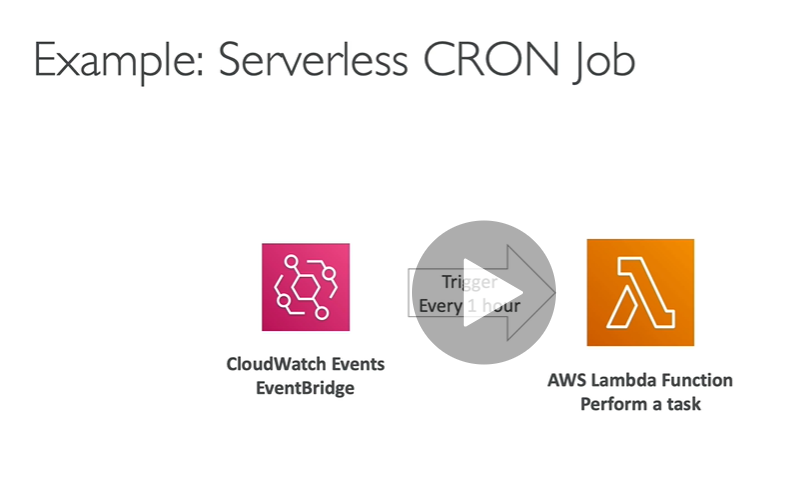 Example: Serverless CRON Job
Trigger
Every 1 hour
CloudWatch Events
EventBridge
AWS Lambda Function
Perform a task